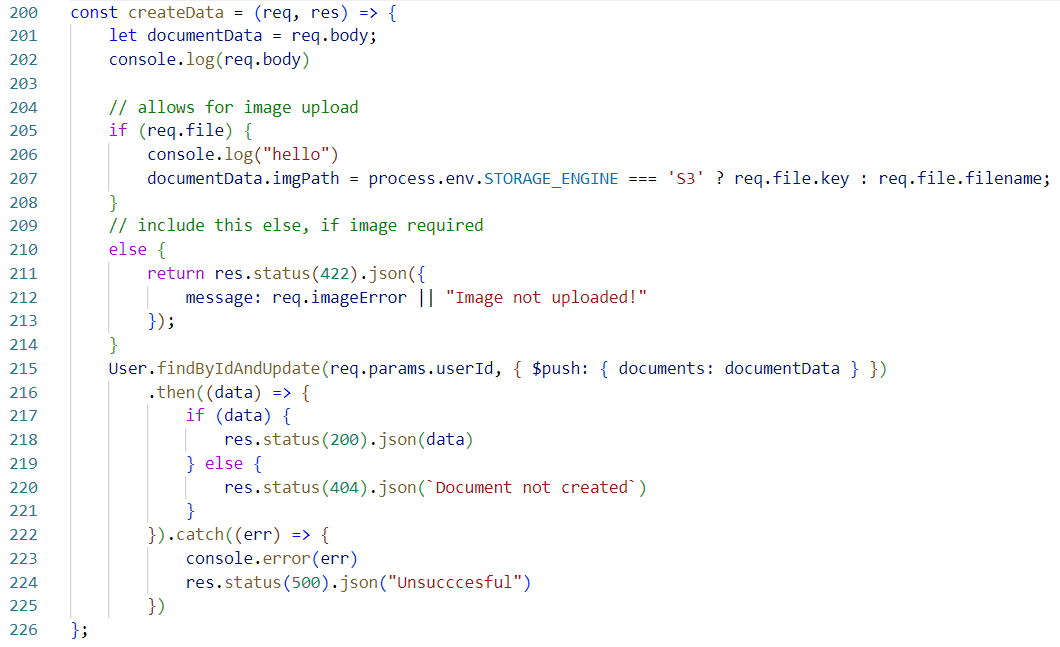 200 const createData = (req, res) => {
201     let documentData = req.body;
202     console.log(req.body)
203
204     // allows for image upload
205     if (req.file) {
206         console.log("hello")
207         documentData.imgPath = process.env.STORAGE_ENGINE === 'S3' ? req.file.key : req.file.filename;
208     }
209     // include this else, if image required
210     else {
211         return res.status(422).json({
212             message: req.imageError || "Image not uploaded!"
213         });
214     }
215     User.findByIdAndUpdate(req.params.userId, { $push: { documents: documentData } })
216         .then((data) => {
217             if (data) {
218                 res.status(200).json(data)
219             } else {
220                 res.status(404).json(`Document not created`)
221             }
222         }).catch((err) => {
223             console.error(err)
224             res.status(500).json("Unsucccesful")
225         })
226 };